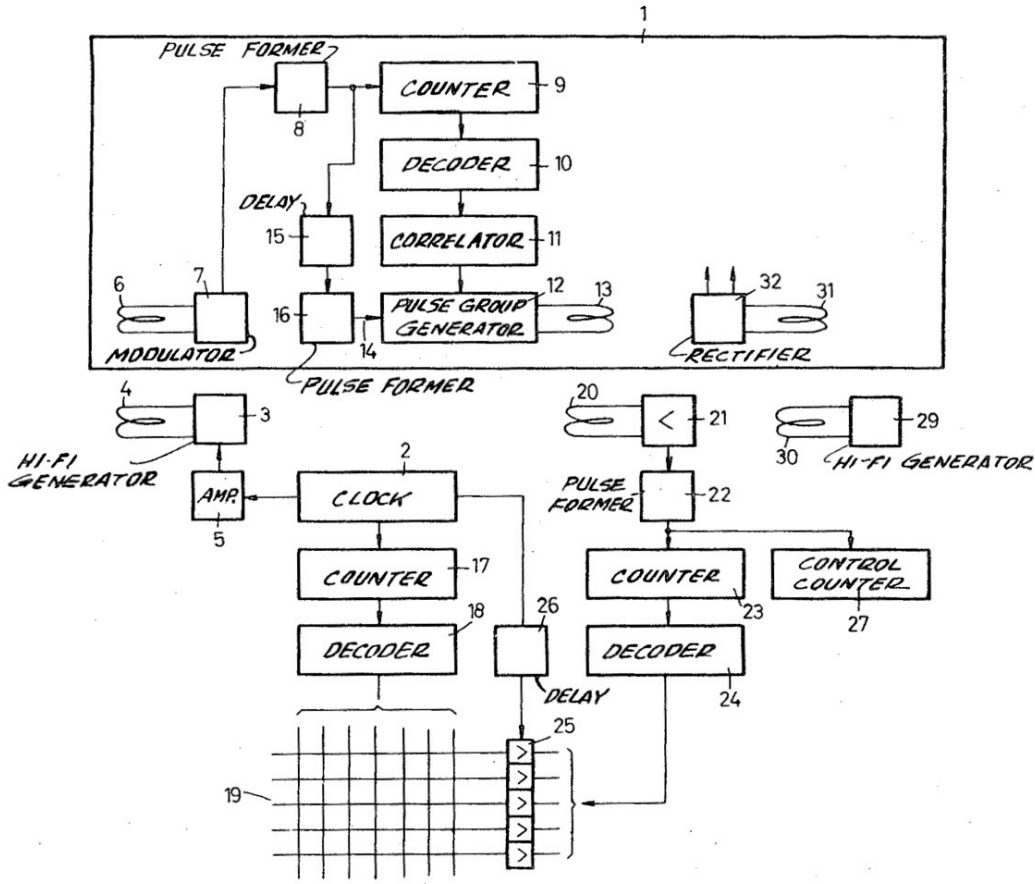 1
PULSE FORMER
8
COUNTER
9
DECODER
10
DELAY
15
CORRELATOR
11
6
7
MODULATOR
16
14
PULSE FORMER
PULSE GROUP
GENERATOR
12
13
32
31
RECTIFIER
4
3
HI-FI
GENERATOR
AMP.
5
2
CLOCK
20
<
21
PULSE
FORMER
22
29
30
HI-FI GENERATOR
COUNTER
17
COUNTER
23
CONTROL
COUNTER
27
DECODER
18
26
DELAY
DECODER
24
25
>
>
>
>
>
19